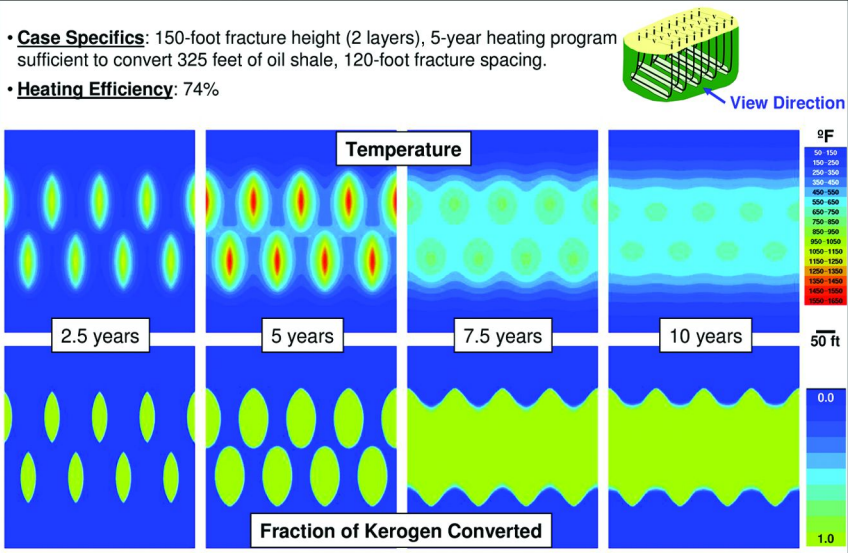 • Case Specifics: 150-foot fracture height (2 layers), 5-year heating program
sufficient to convert 325 feet of oil shale, 120-foot fracture spacing.
• Heating Efficiency: 74%
View Direction
Temperature
ºF
50-150
150-250
250-350
350-450
450-550
550-650
650-750
750-850
850-950
950-1050
1050-1150
1150-1250
1250-1350
1350-1450
1450-1550
1550-1650
2.5 years
5 years
7.5 years
10 years
50 ft
0.0
Fraction of Kerogen Converted
1.0